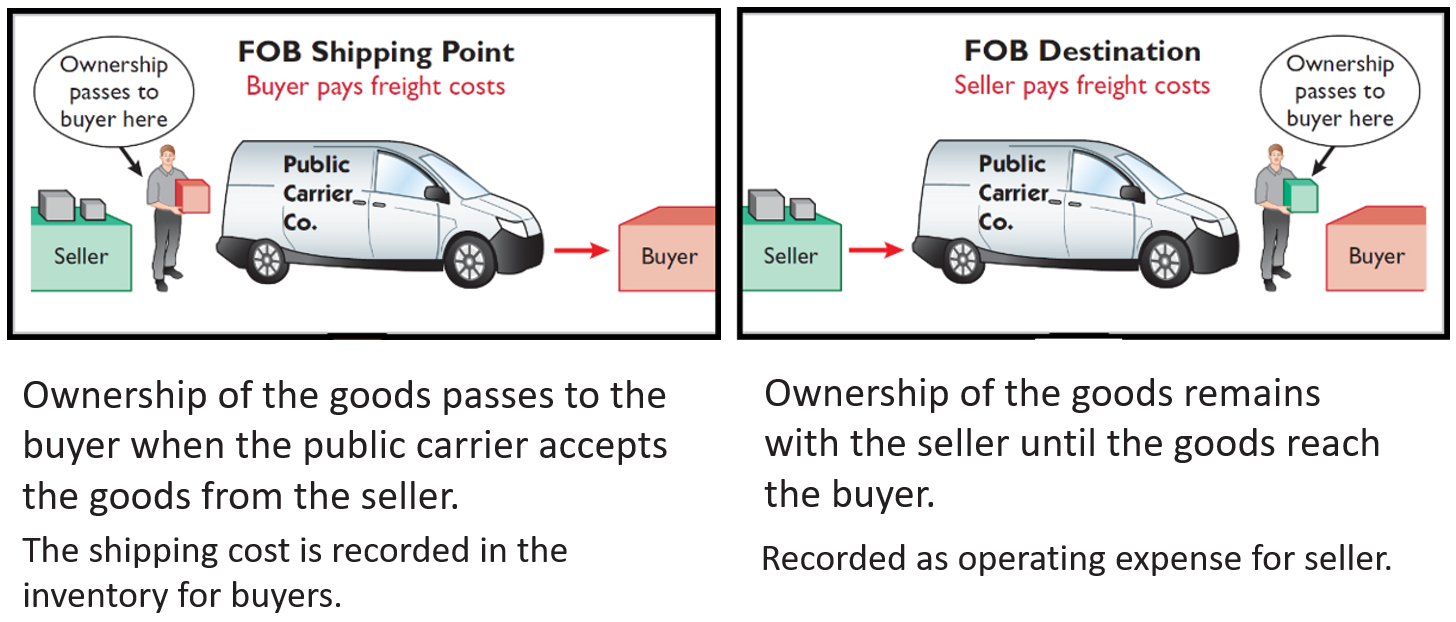 FOB Shipping Point
Buyer pays freight costs
Ownership
passes to
buyer here
Public
Carrier
Co.
Seller
Buyer
Ownership of the goods passes to the
buyer when the public carrier accepts
the goods from the seller.
The shipping cost is recorded in the
inventory for buyers.
FOB Destination
Seller pays freight costs
Ownership
passes to
buyer here
Public
Carrier
Co.
Seller
Buyer
Ownership of the goods remains
with the seller until the goods reach
the buyer.
Recorded as operating expense for seller.